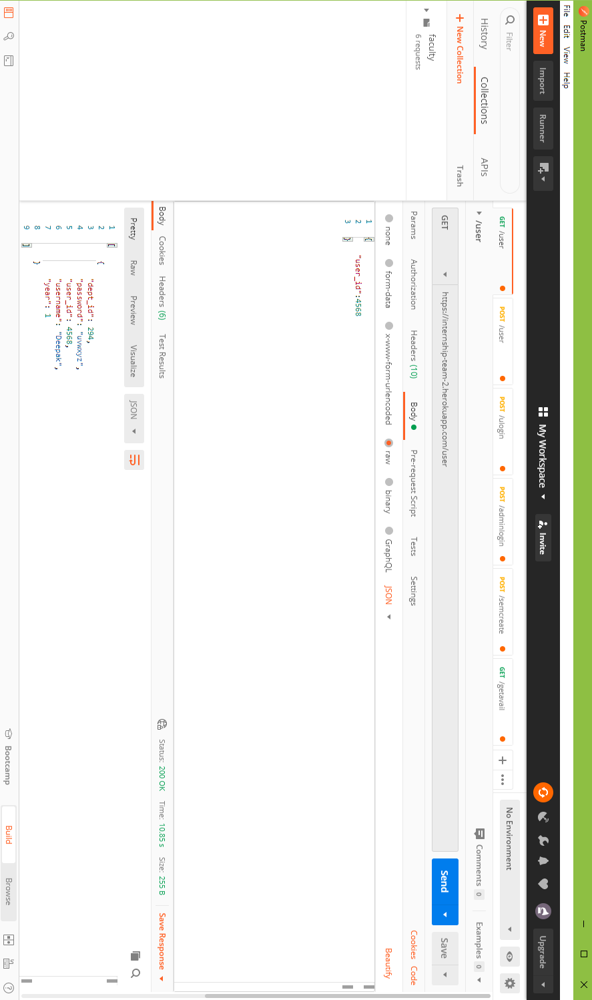 Postman
File Edit View Help
New Import Runner My Workspace Invite Upgrade
Filter
History Collections APIs
+ New Collection Trash
faculty
6 requests
GET /user POST /user POST /ulogin POST /adminlogin POST /semcreate GET /getavail + ••• No Environment
/user Comments 0 Examples 0
GET https://internship-team-2.herokuapp.com/user Send Save
Params Authorization Headers (10) Body Pre-request Script Tests Settings Cookies Code
none form-data x-www-form-urlencoded raw binary GraphQL JSON Beautify
1 {
2 "user_id":4568
3 }
Body Cookies Headers (6) Test Results Status: 200 OK Time: 10.85 s Size: 255 B Save Response
Pretty Raw Preview Visualize JSON
1 [
2 {
3 "dept_id": 294,
4 "password": "uvwxyz",
5 "user_id": 4568,
6 "username": "Deepak",
7 "year": 1
8 }
9 ]
Bootcamp Build Browse ?